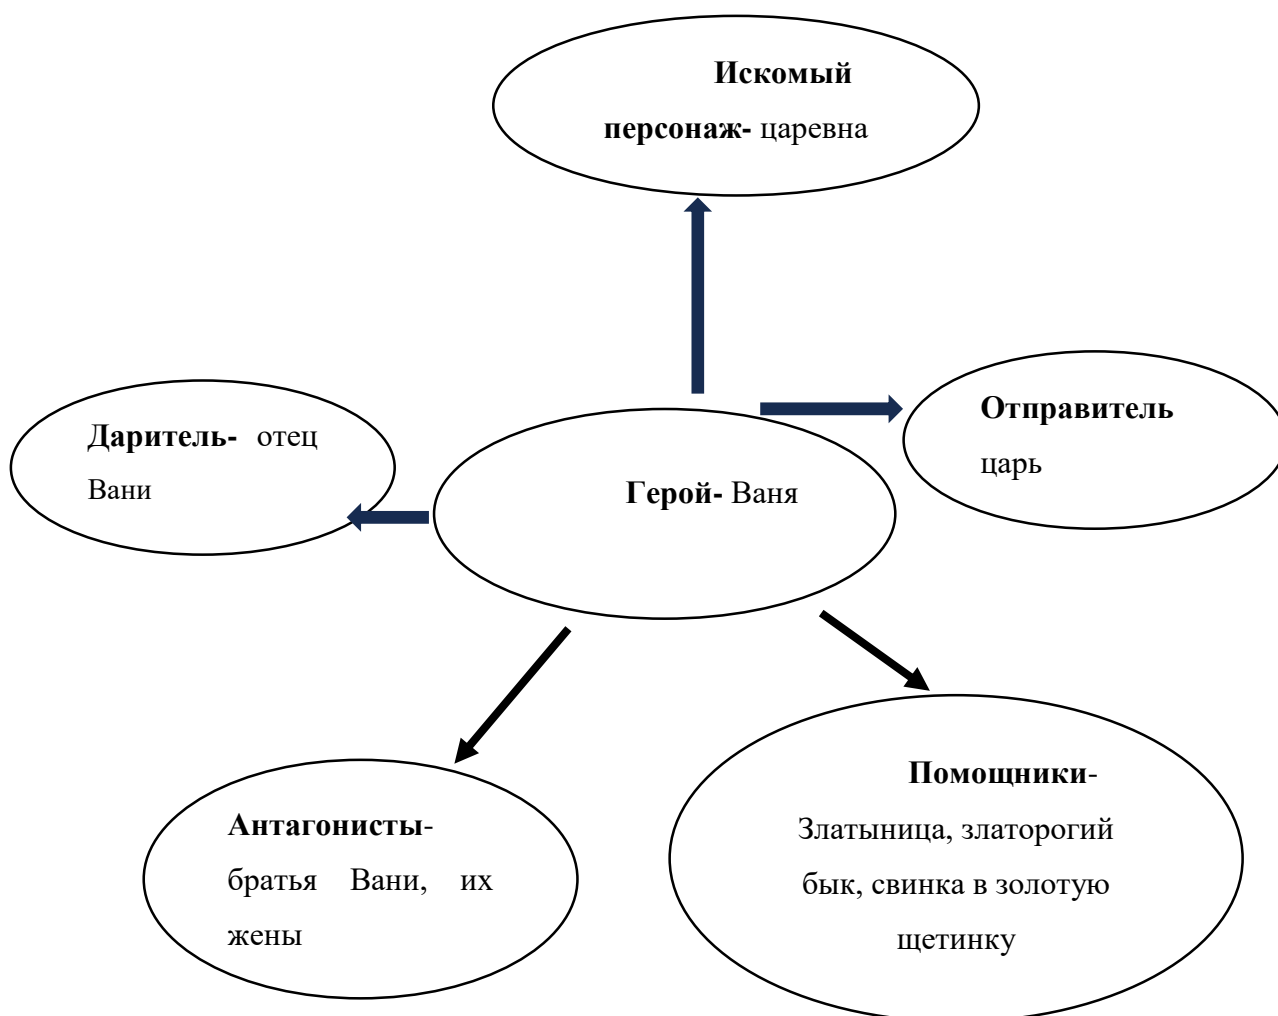 Искомый
персонаж- царевна
Даритель- отец
Вани
Отправитель
царь
Герой- Ваня
Антагонисты-
братья Вани, их
жены
Помощники-
Златыница, златорогий
бык, свинка в золотую
щетинку